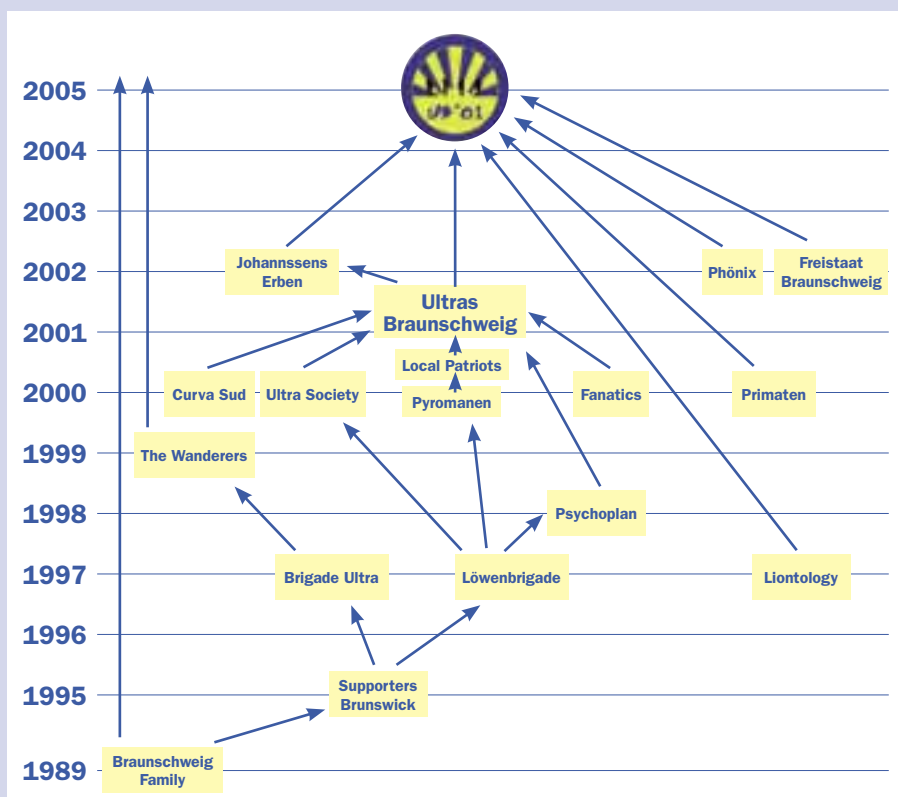 2005
2004
2003
Johannssens
Erben
2002
Phönix
Freistaat
Braunschweig
Ultras
Braunschweig
2001
Local Patriots
2000
Curva Sud
Ultra Society
Pyromanen
Fanatics
Primaten
1999
The Wanderers
1998
Psychoplan
1997
Brigade Ultra
Löwenbrigade
Liontology
1996
1995
Supporters
Brunswick
1989
Braunschweig
Family